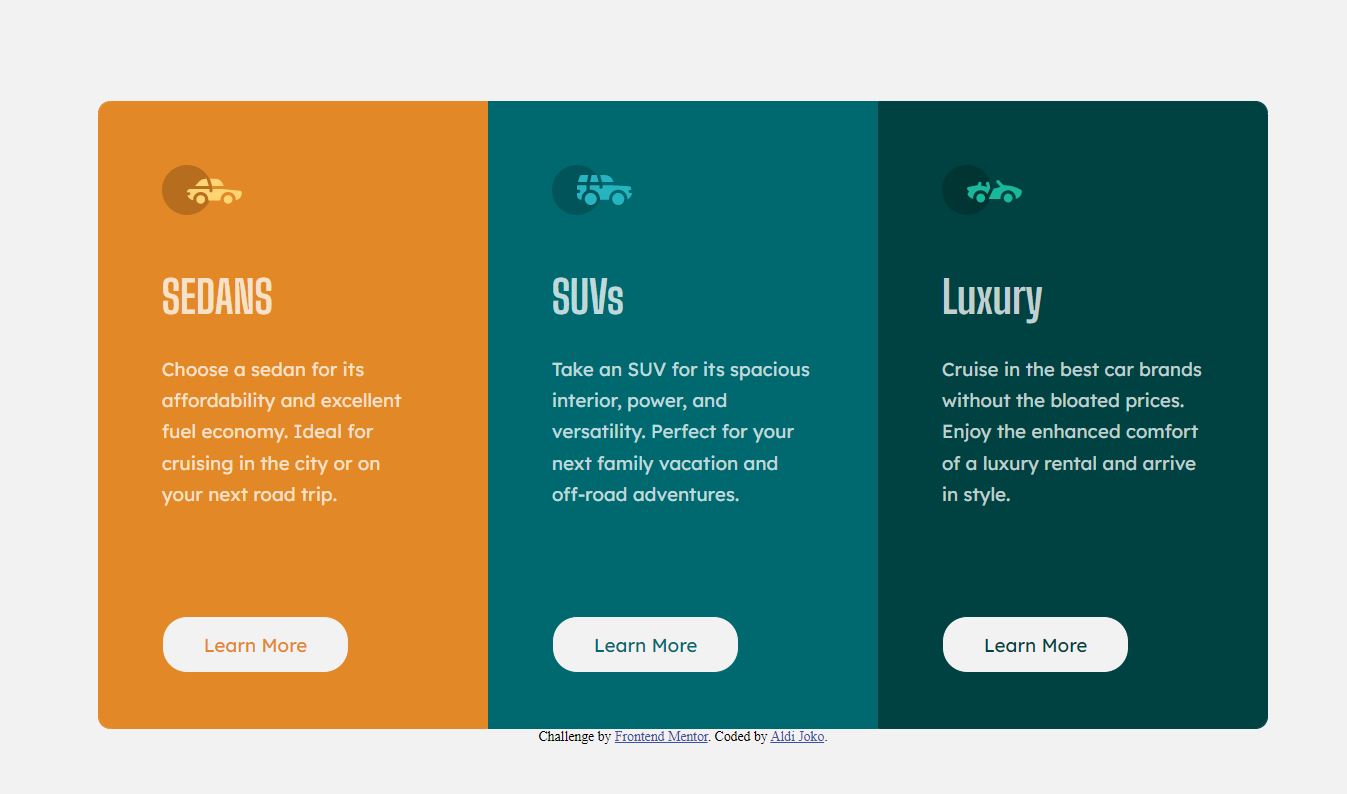 SEDANS
Choose a sedan for its
affordability and excellent
fuel economy. Ideal for
cruising in the city or on
your next road trip.
Learn More
SUVs
Take an SUV for its spacious
interior, power, and
versatility. Perfect for your
next family vacation and
off-road adventures.
Learn More
Luxury
Cruise in the best car brands
without the bloated prices.
Enjoy the enhanced comfort
of a luxury rental and arrive
in style.
Learn More
Challenge by Frontend Mentor. Coded by Aldi Joko.